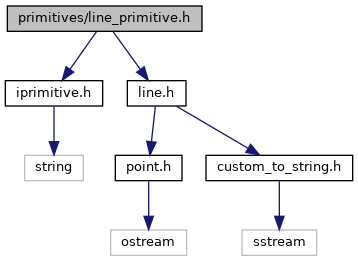 primitives/line_primitive.h
iprimitive.h
line.h
string
point.h
custom_to_string.h
ostream
sstream